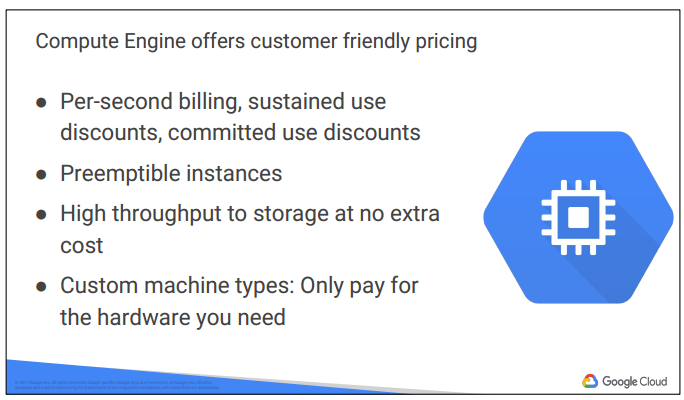 Compute Engine offers customer friendly pricing
● Per-second billing, sustained use
discounts, committed use discounts
● Preemptible instances
● High throughput to storage at no extra
cost
● Custom machine types: Only pay for
the hardware you need
Google Cloud